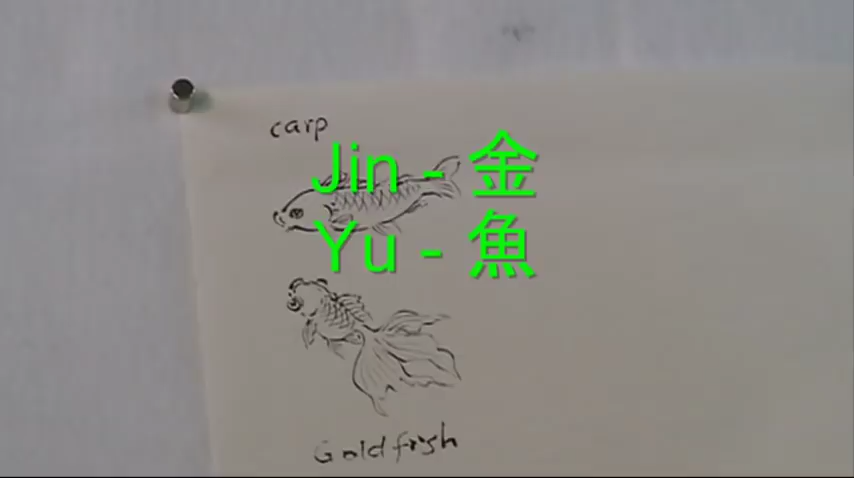 carp
Jin - 金
Yu - 魚
Goldfish